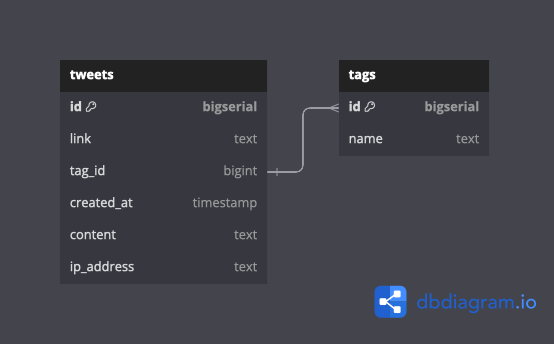 tweets
id bigserial
link text
tag_id bigint
created_at timestamp
content text
ip_address text
tags
id bigserial
name text
dbdiagram.io